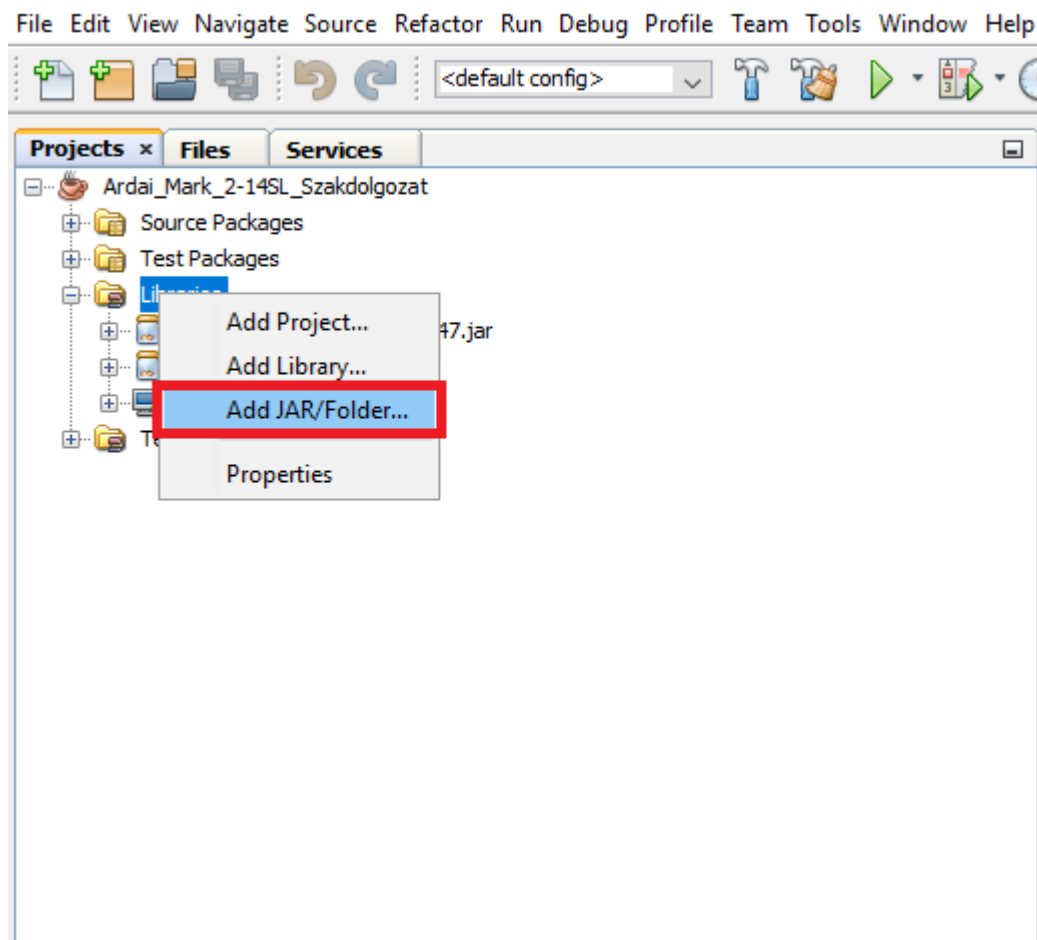 File Edit View Navigate Source Refactor Run Debug Profile Team Tools Window Help
<default config>
Projects × Files Services
Ardai_Mark_2-14SL_Szakdolgozat
Source Packages
Test Packages
Libraries
Add Project... 47.jar
Add Library...
Add JAR/Folder...
Properties